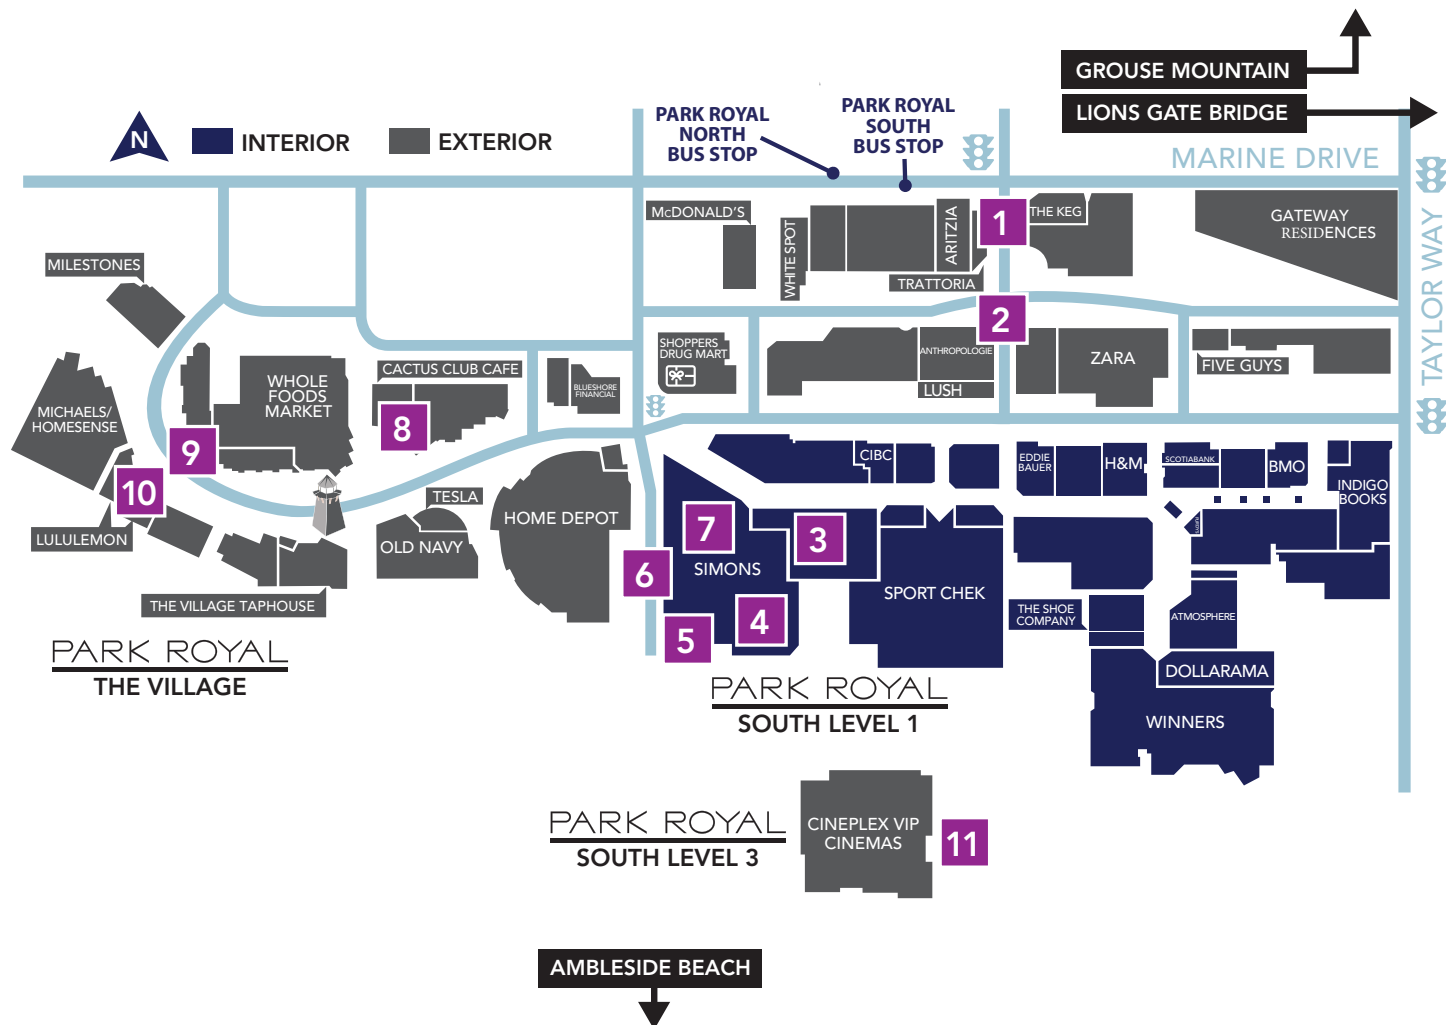 GROUSE MOUNTAIN
LIONS GATE BRIDGE
N
INTERIOR
EXTERIOR
PARK ROYAL
NORTH
BUS STOP
PARK ROYAL
SOUTH
BUS STOP
MARINE DRIVE
TAYLOR WAY
McDONALD'S
WHITE SPOT
ARITZIA
TRATTORIA
1
THE KEG
GATEWAY
RESIDENCES
MILESTONES
2
SHOPPERS
DRUG MART
ANTHROPOLOGIE
LUSH
ZARA
FIVE GUYS
WHOLE
FOODS
MARKET
CACTUS CLUB CAFE
BLUESHORE
FINANCIAL
MICHAELS/
HOMESENSE
8
9
10
LULULEMON
TESLA
OLD NAVY
HOME DEPOT
THE VILLAGE TAPHOUSE
CIBC
EDDIE
BAUER
H&M
SCOTIABANK
BMO
INDIGO
BOOKS
7
3
SIMONS
6
4
5
SPORT CHEK
THE SHOE
COMPANY
ATMOSPHERE
DOLLARAMA
WINNERS
PARK ROYAL
THE VILLAGE
PARK ROYAL
SOUTH LEVEL 1
PARK ROYAL
SOUTH LEVEL 3
CINEPLEX VIP
CINEMAS
11
AMBLESIDE BEACH